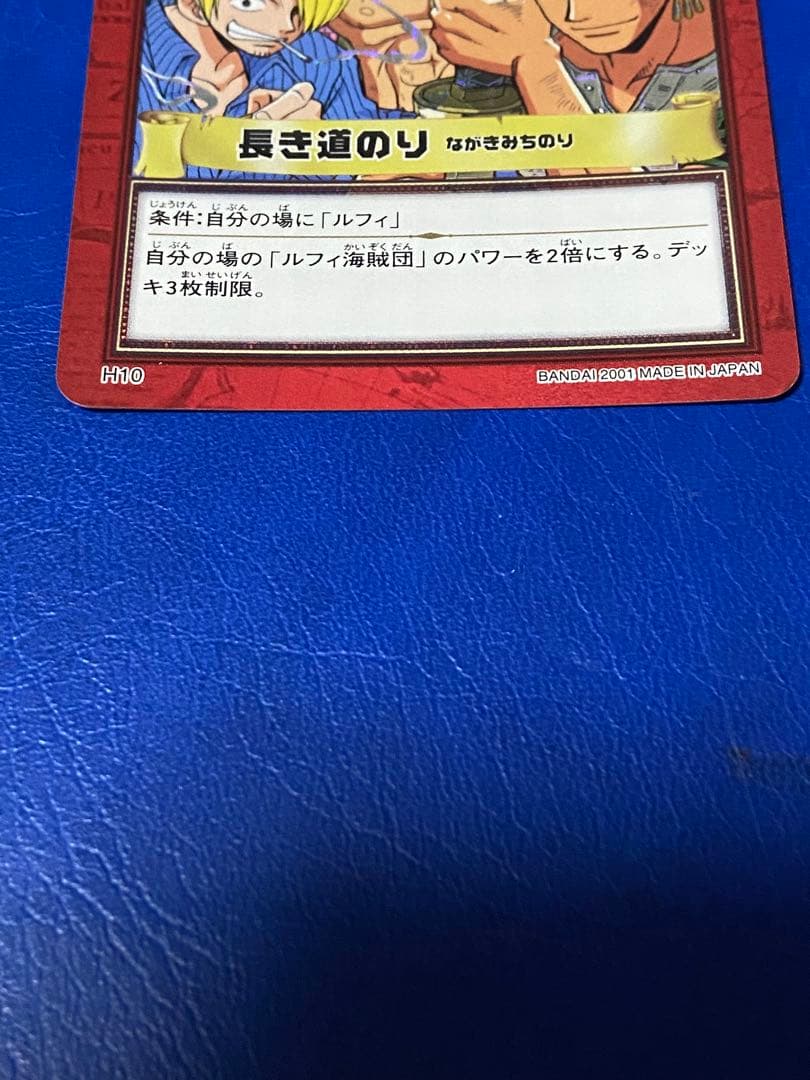 長き道のり ながきみちのり
条件:自分の場に「ルフィ」
自分の場の「ルフィ海賊団」のパワーを2倍にする。デッ
キ3枚制限。
H10
BANDAI 2001 MADE IN JAPAN